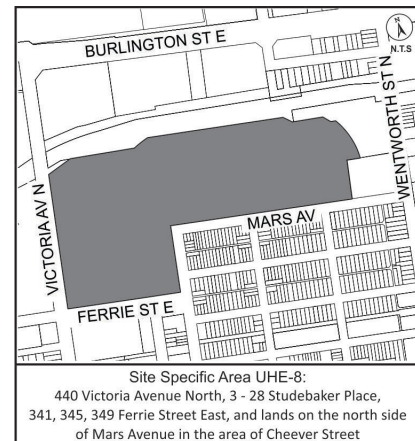 BURLINGTON ST E
N.T.S
WENTWORTH ST N
VICTORIA AV N
MARS AV
FERRIE ST E
Site Specific Area UHE-8:
440 Victoria Avenue North, 3 - 28 Studebaker Place,
341, 345, 349 Ferrie Street East, and lands on the north side
of Mars Avenue in the area of Cheever Street